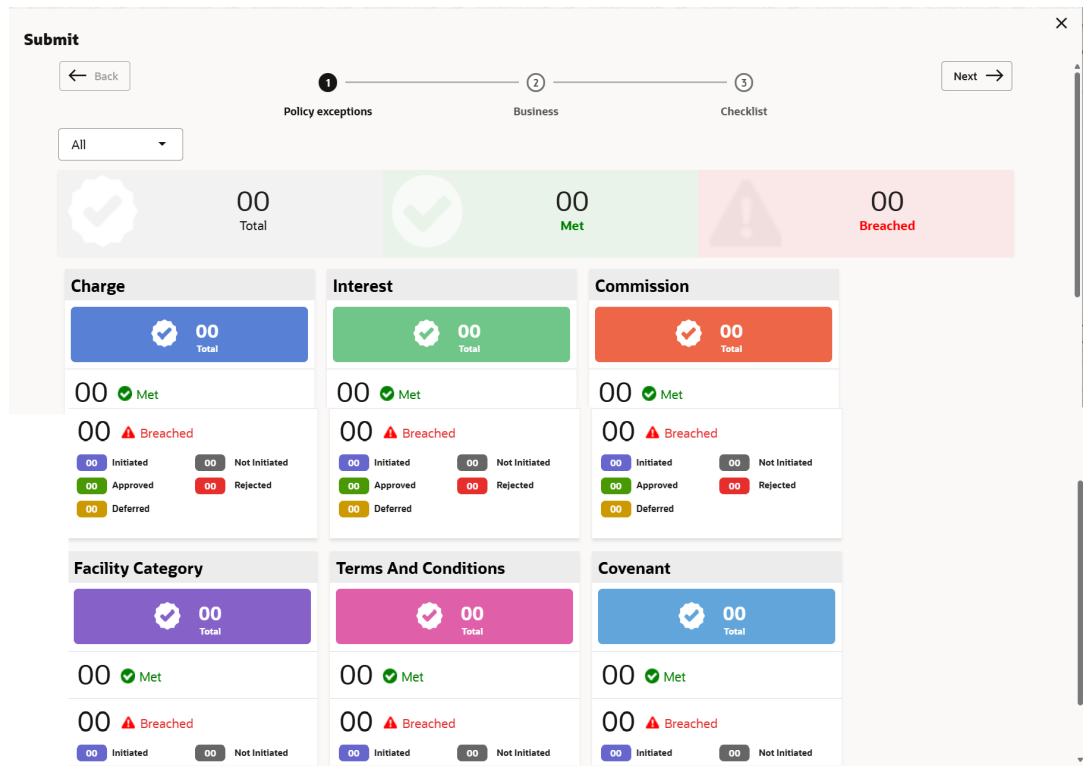 Submit
Back
Next
1 2 3
Policy exceptions Business Checklist
All
00 00 00
Total Met Breached
Charge Interest Commission
00 00 00
Total Total Total
00 Met 00 Met 00 Met
00 Breached 00 Breached 00 Breached
00 Initiated 00 Not Initiated 00 Initiated 00 Not Initiated 00 Initiated 00 Not Initiated
00 Approved 00 Rejected 00 Approved 00 Rejected 00 Approved 00 Rejected
00 Deferred 00 Deferred 00 Deferred
Facility Category Terms And Conditions Covenant
00 00 00
Total Total Total
00 Met 00 Met 00 Met
00 Breached 00 Breached 00 Breached
00 Initiated 00 Not Initiated 00 Initiated 00 Not Initiated 00 Initiated 00 Not Initiated